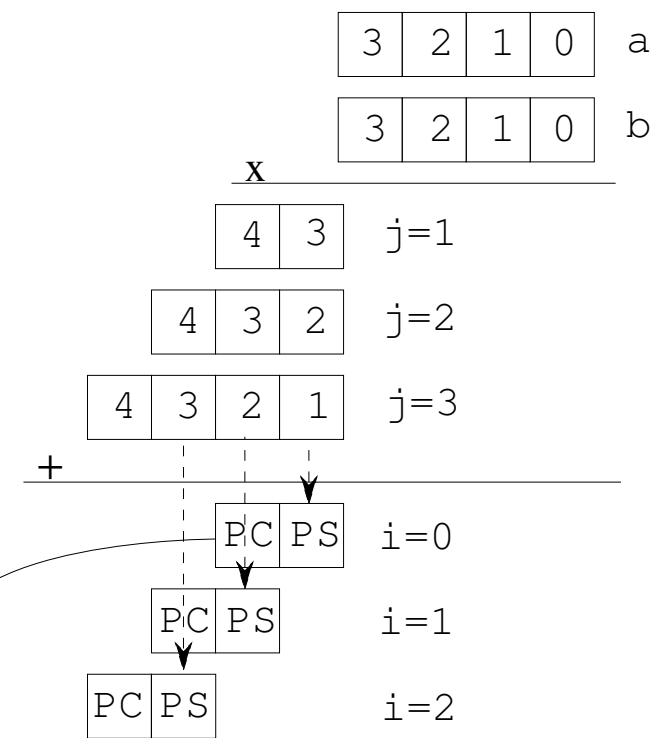 3 2 1 0 a
3 2 1 0 b
x
4 3 j=1
4 3 2 j=2
4 3 2 1 j=3
+
PC PS i=0
PC PS i=1
PC PS i=2